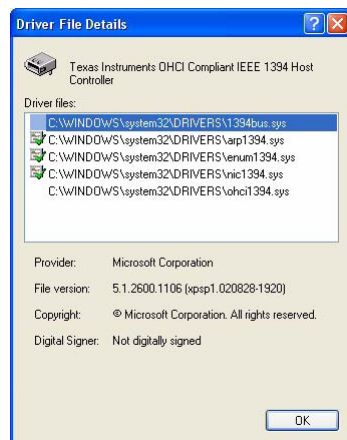 Driver File Details
Texas Instruments OHCI Compliant IEEE 1394 Host
Controller
Driver files:
C:\WINDOWS\system32\DRIVERS\1394bus.sys
C:\WINDOWS\system32\DRIVERS\arp1394.sys
C:\WINDOWS\system32\DRIVERS\enum1394.sys
C:\WINDOWS\system32\DRIVERS\nic1394.sys
C:\WINDOWS\system32\DRIVERS\ohci1394.sys
Provider: Microsoft Corporation
File version: 5.1.2600.1106 (xpsp1.020828-1920)
Copyright: © Microsoft Corporation. All rights reserved.
Digital Signer: Not digitally signed
OK